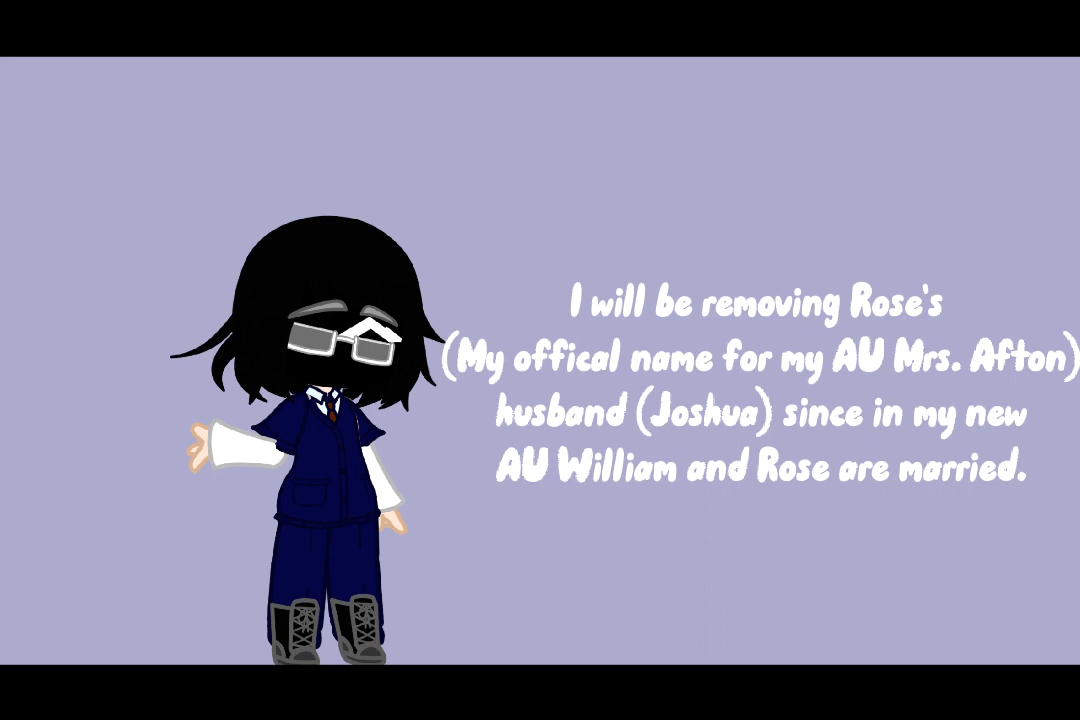 I will be removing Rose's
(My offical name for my AU Mrs. Afton)
husband (Joshua) since in my new
AU William and Rose are married.